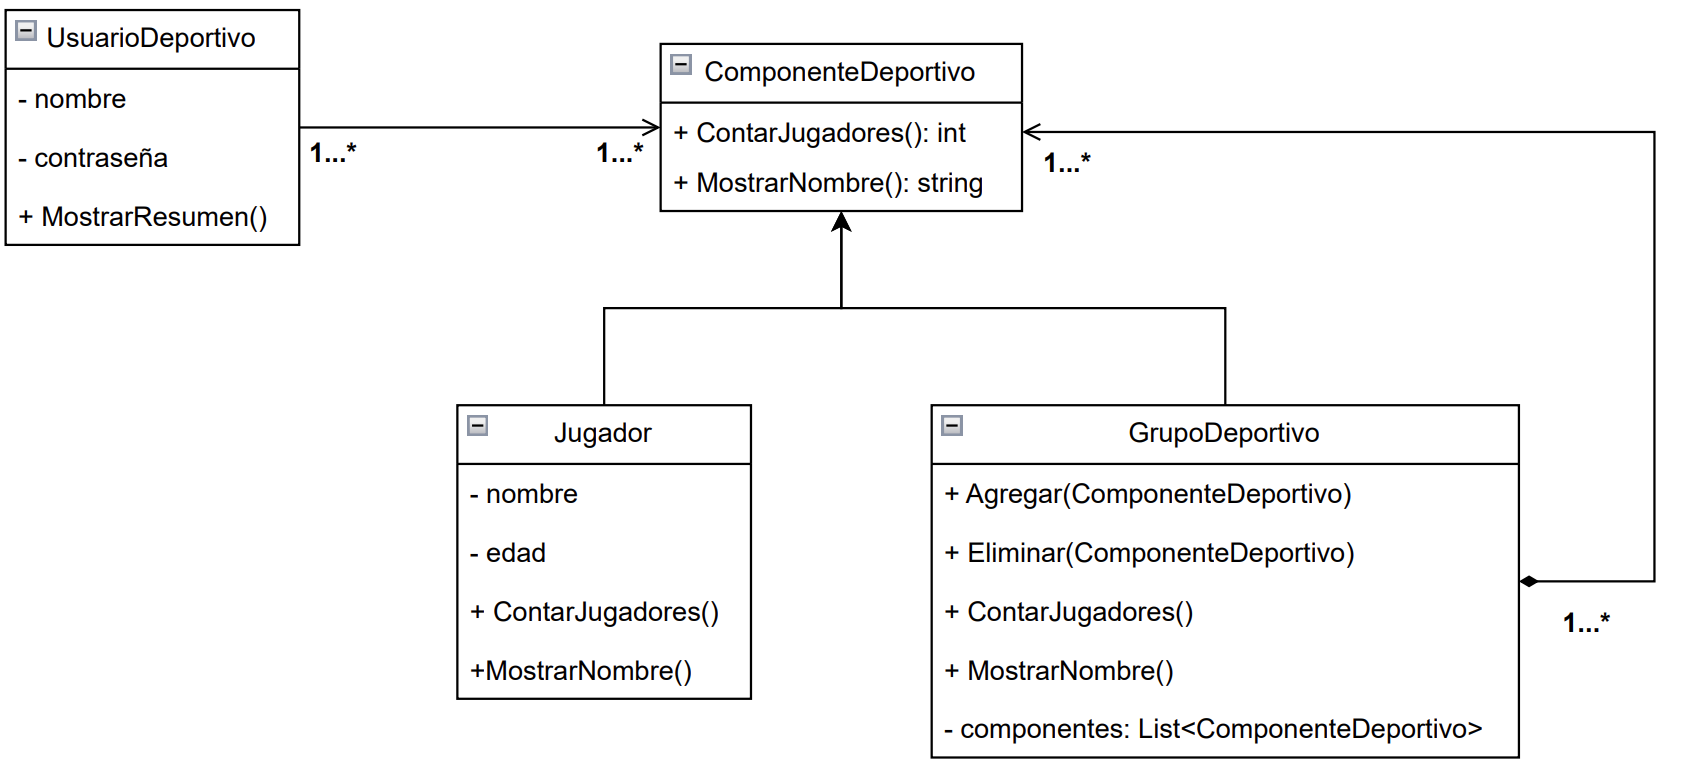 UsuarioDeportivo
- nombre
- contraseña
+ MostrarResumen()
1...*
1...*
ComponenteDeportivo
+ ContarJugadores(): int
+ MostrarNombre(): string
1...*
Jugador
- nombre
- edad
+ ContarJugadores()
+MostrarNombre()
GrupoDeportivo
+ Agregar(ComponenteDeportivo)
+ Eliminar(ComponenteDeportivo)
+ ContarJugadores()
+ MostrarNombre()
- componentes: List<ComponenteDeportivo>
1...*